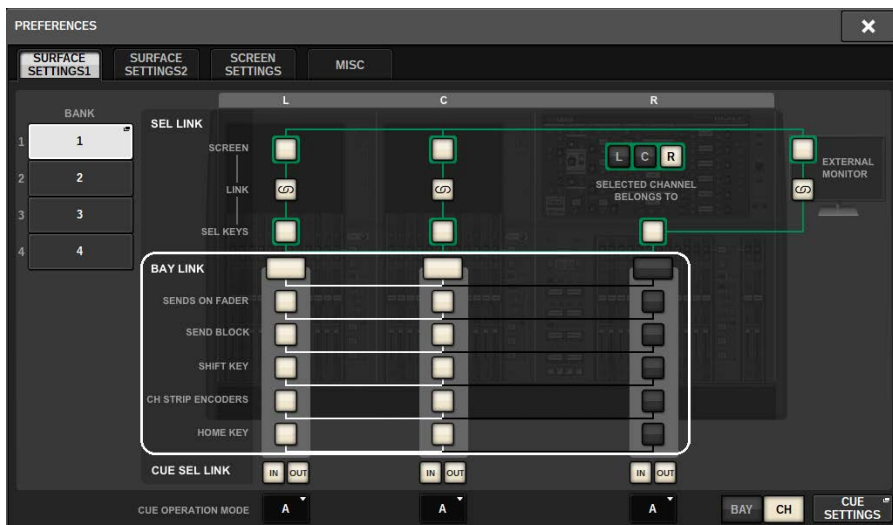 PREFERENCES
SURFACE SETTINGS1
SURFACE SETTINGS2
SCREEN SETTINGS
MISC
L C R
BANK
1 1
2 2
3 3
4 4
SEL LINK
SCREEN
LINK
SEL KEYS
L C R
SELECTED CHANNEL
BELONGS TO
EXTERNAL
MONITOR
BAY LINK
SENDS ON FADER
SEND BLOCK
SHIFT KEY
CH STRIP ENCODERS
HOME KEY
CUE SEL LINK IN OUT IN OUT IN OUT
CUE OPERATION MODE A A A BAY CH
CUE
SETTINGS